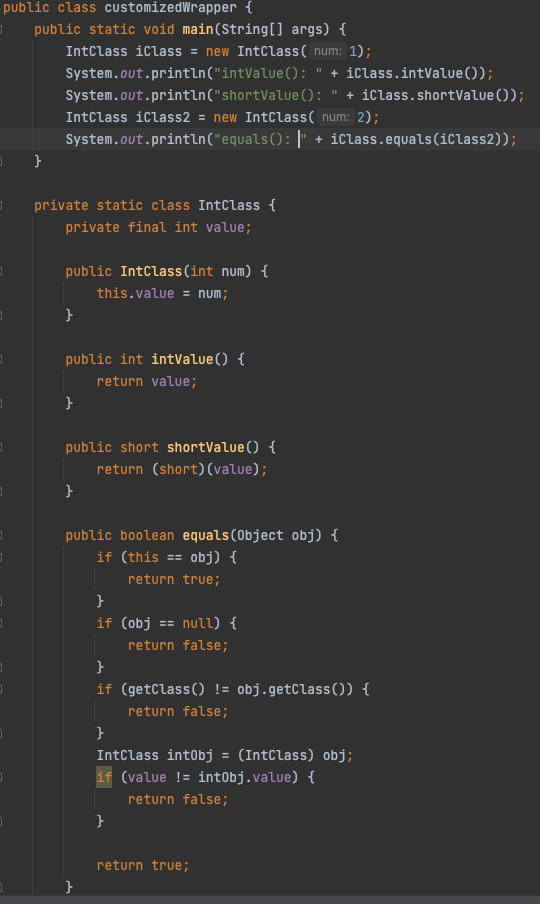 public class customizedWrapper {
    public static void main(String[] args) {
        IntClass iClass = new IntClass( num: 1);
        System.out.println("intValue(): " + iClass.intValue());
        System.out.println("shortValue(): " + iClass.shortValue());
        IntClass iClass2 = new IntClass( num: 2);
        System.out.println("equals(): " + iClass.equals(iClass2));
    }

    private static class IntClass {
        private final int value;

        public IntClass(int num) {
            this.value = num;
        }

        public int intValue() {
            return value;
        }

        public short shortValue() {
            return (short)(value);
        }

        public boolean equals(Object obj) {
            if (this == obj) {
                return true;
            }
            if (obj == null) {
                return false;
            }
            if (getClass() != obj.getClass()) {
                return false;
            }
            IntClass intObj = (IntClass) obj;
            if (value != intObj.value) {
                return false;
            }

            return true;
        }